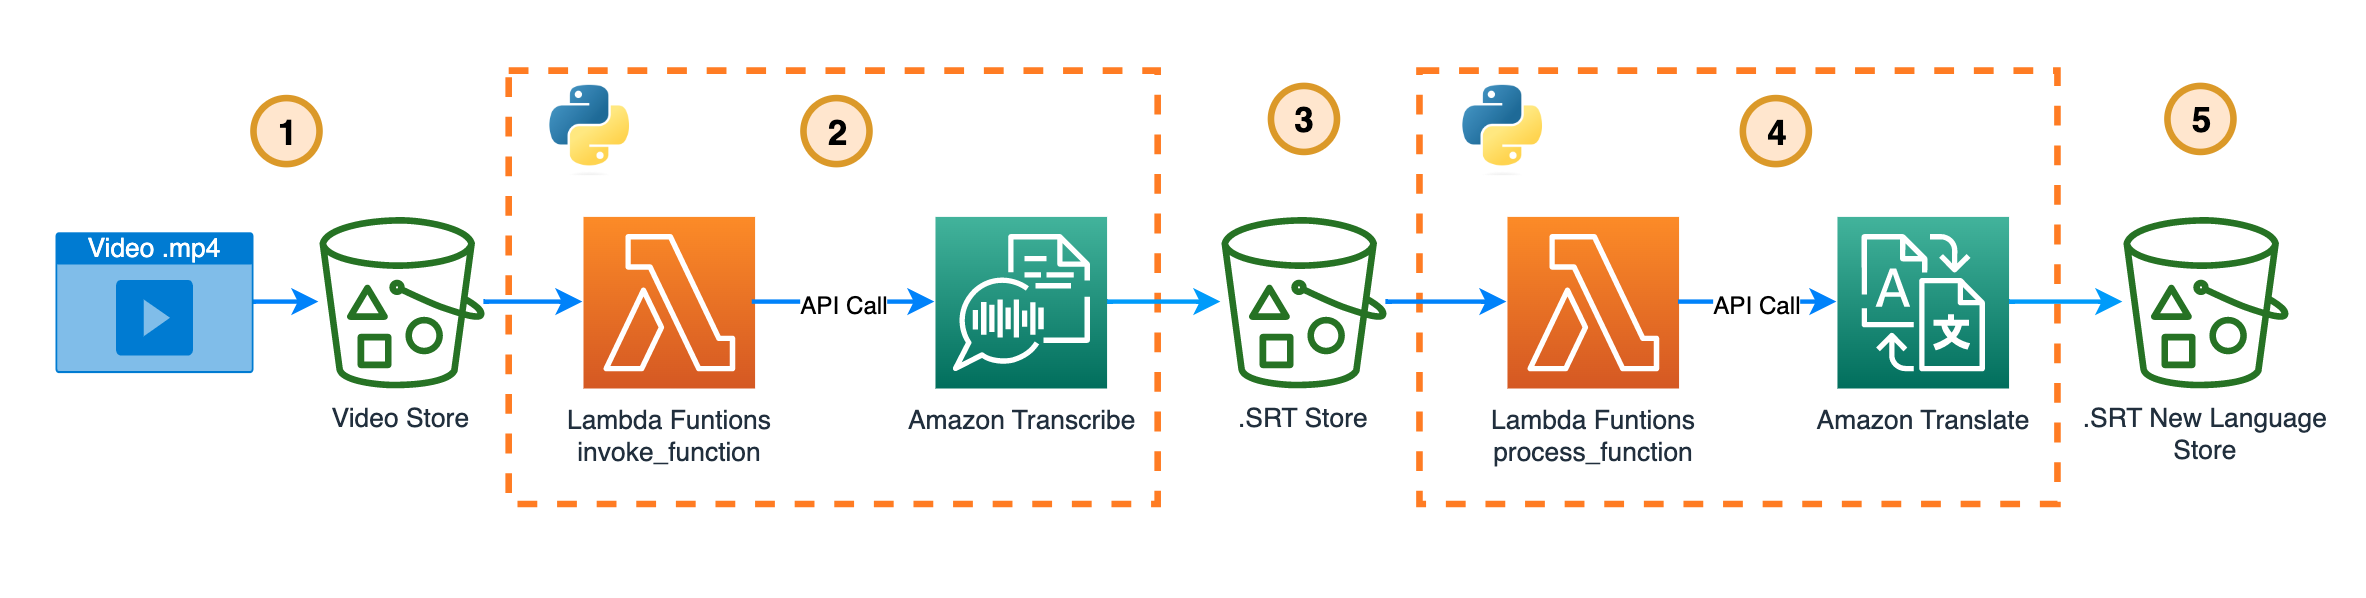 1
2
3
4
5
Video .mp4
API Call
API Call
A
文
Video Store
Lambda Funtions
invoke_function
Amazon Transcribe
.SRT Store
Lambda Funtions
process_function
Amazon Translate
.SRT New Language
Store